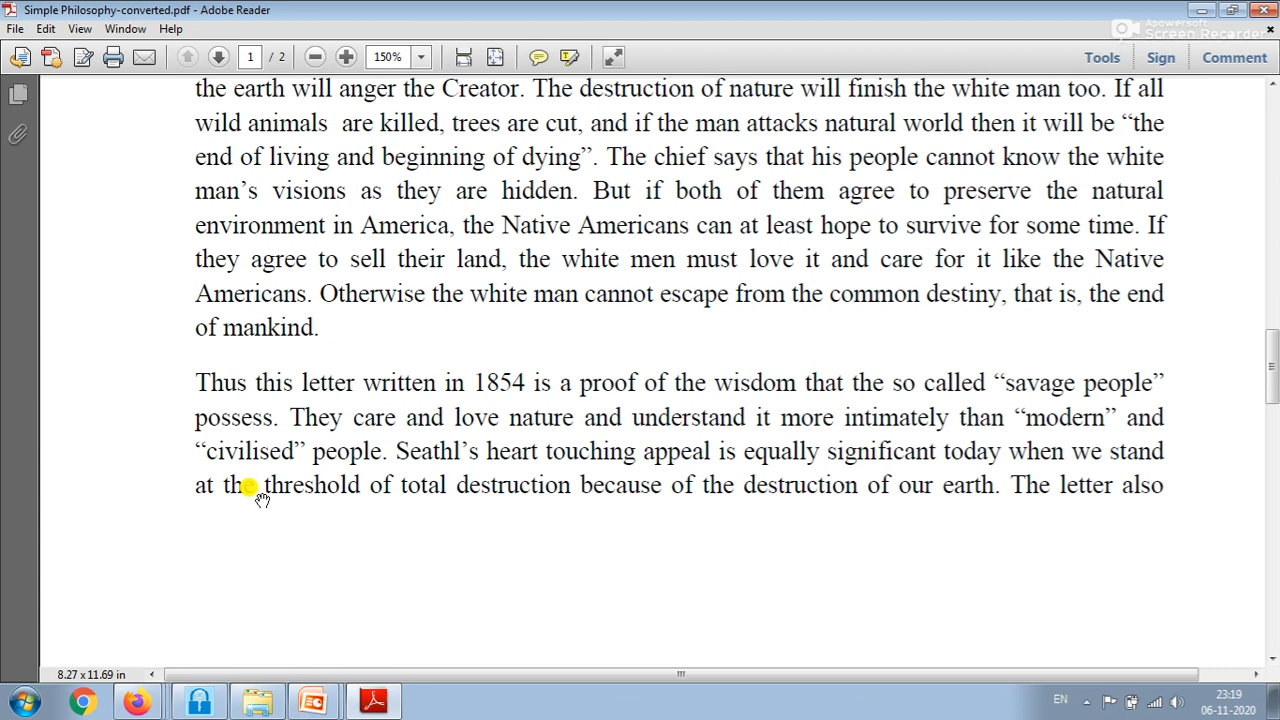 Simple Philosophy-converted.pdf - Adobe Reader
File Edit View Window Help
Apowersoft
Screen Recorder
1 / 2 150% Tools Sign Comment
the earth will anger the Creator. The destruction of nature will finish the white man too. If all
wild animals are killed, trees are cut, and if the man attacks natural world then it will be “the
end of living and beginning of dying”. The chief says that his people cannot know the white
man’s visions as they are hidden. But if both of them agree to preserve the natural
environment in America, the Native Americans can at least hope to survive for some time. If
they agree to sell their land, the white men must love it and care for it like the Native
Americans. Otherwise the white man cannot escape from the common destiny, that is, the end
of mankind.
Thus this letter written in 1854 is a proof of the wisdom that the so called “savage people”
possess. They care and love nature and understand it more intimately than “modern” and
“civilised” people. Seathl’s heart touching appeal is equally significant today when we stand
at the threshold of total destruction because of the destruction of our earth. The letter also
8.27 x 11.69 in
EN
23:19
06-11-2020